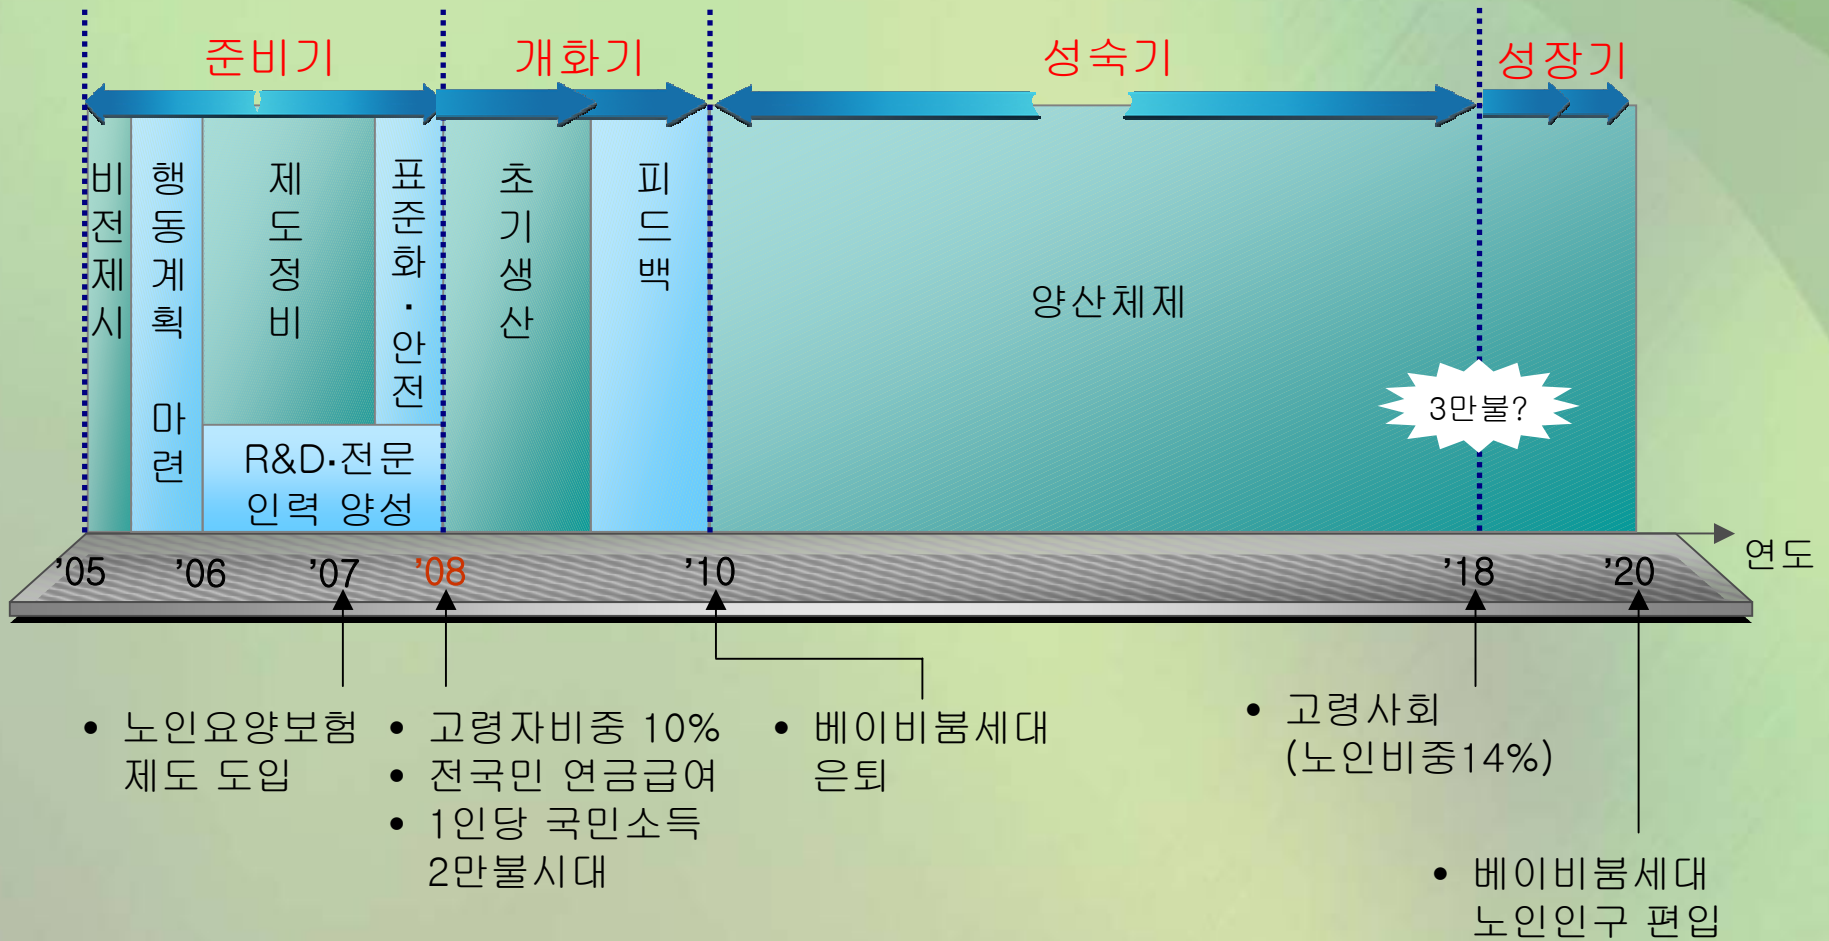 준비기
개화기
성숙기
성장기
비전제시
행동계획 마련
제도정비
표준화·안전
R&D·전문
인력 양성
초기생산
피드백
양산체제
3만불?
'05
'06
'07
'08
'10
'18
'20
연도
• 노인요양보험
제도 도입
• 고령자비중 10%
• 전국민 연금급여
• 1인당 국민소득
2만불시대
• 베이비붐세대
은퇴
• 고령사회
(노인비중14%)
• 베이비붐세대
노인인구 편입